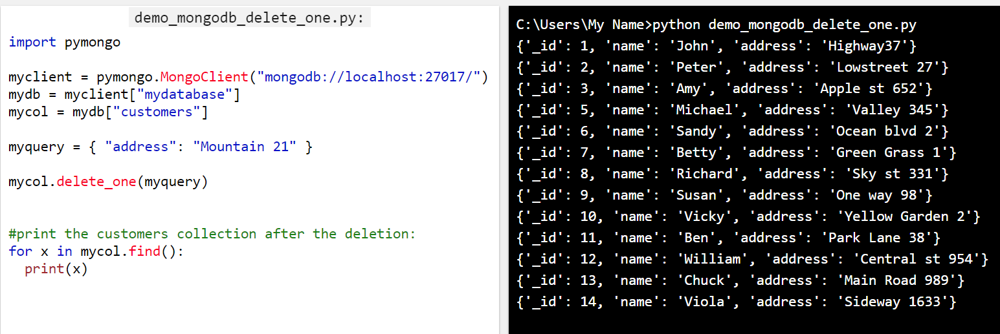 demo_mongodb_delete_one.py:
import pymongo
myclient = pymongo.MongoClient("mongodb://localhost:27017/")
mydb = myclient["mydatabase"]
mycol = mydb["customers"]
myquery = { "address": "Mountain 21" }
mycol.delete_one(myquery)
#print the customers collection after the deletion:
for x in mycol.find():
  print(x)
C:\Users\My Name>python demo_mongodb_delete_one.py
{'_id': 1, 'name': 'John', 'address': 'Highway37'}
{'_id': 2, 'name': 'Peter', 'address': 'Lowstreet 27'}
{'_id': 3, 'name': 'Amy', 'address': 'Apple st 652'}
{'_id': 5, 'name': 'Michael', 'address': 'Valley 345'}
{'_id': 6, 'name': 'Sandy', 'address': 'Ocean blvd 2'}
{'_id': 7, 'name': 'Betty', 'address': 'Green Grass 1'}
{'_id': 8, 'name': 'Richard', 'address': 'Sky st 331'}
{'_id': 9, 'name': 'Susan', 'address': 'One way 98'}
{'_id': 10, 'name': 'Vicky', 'address': 'Yellow Garden 2'}
{'_id': 11, 'name': 'Ben', 'address': 'Park Lane 38'}
{'_id': 12, 'name': 'William', 'address': 'Central st 954'}
{'_id': 13, 'name': 'Chuck', 'address': 'Main Road 989'}
{'_id': 14, 'name': 'Viola', 'address': 'Sideway 1633'}